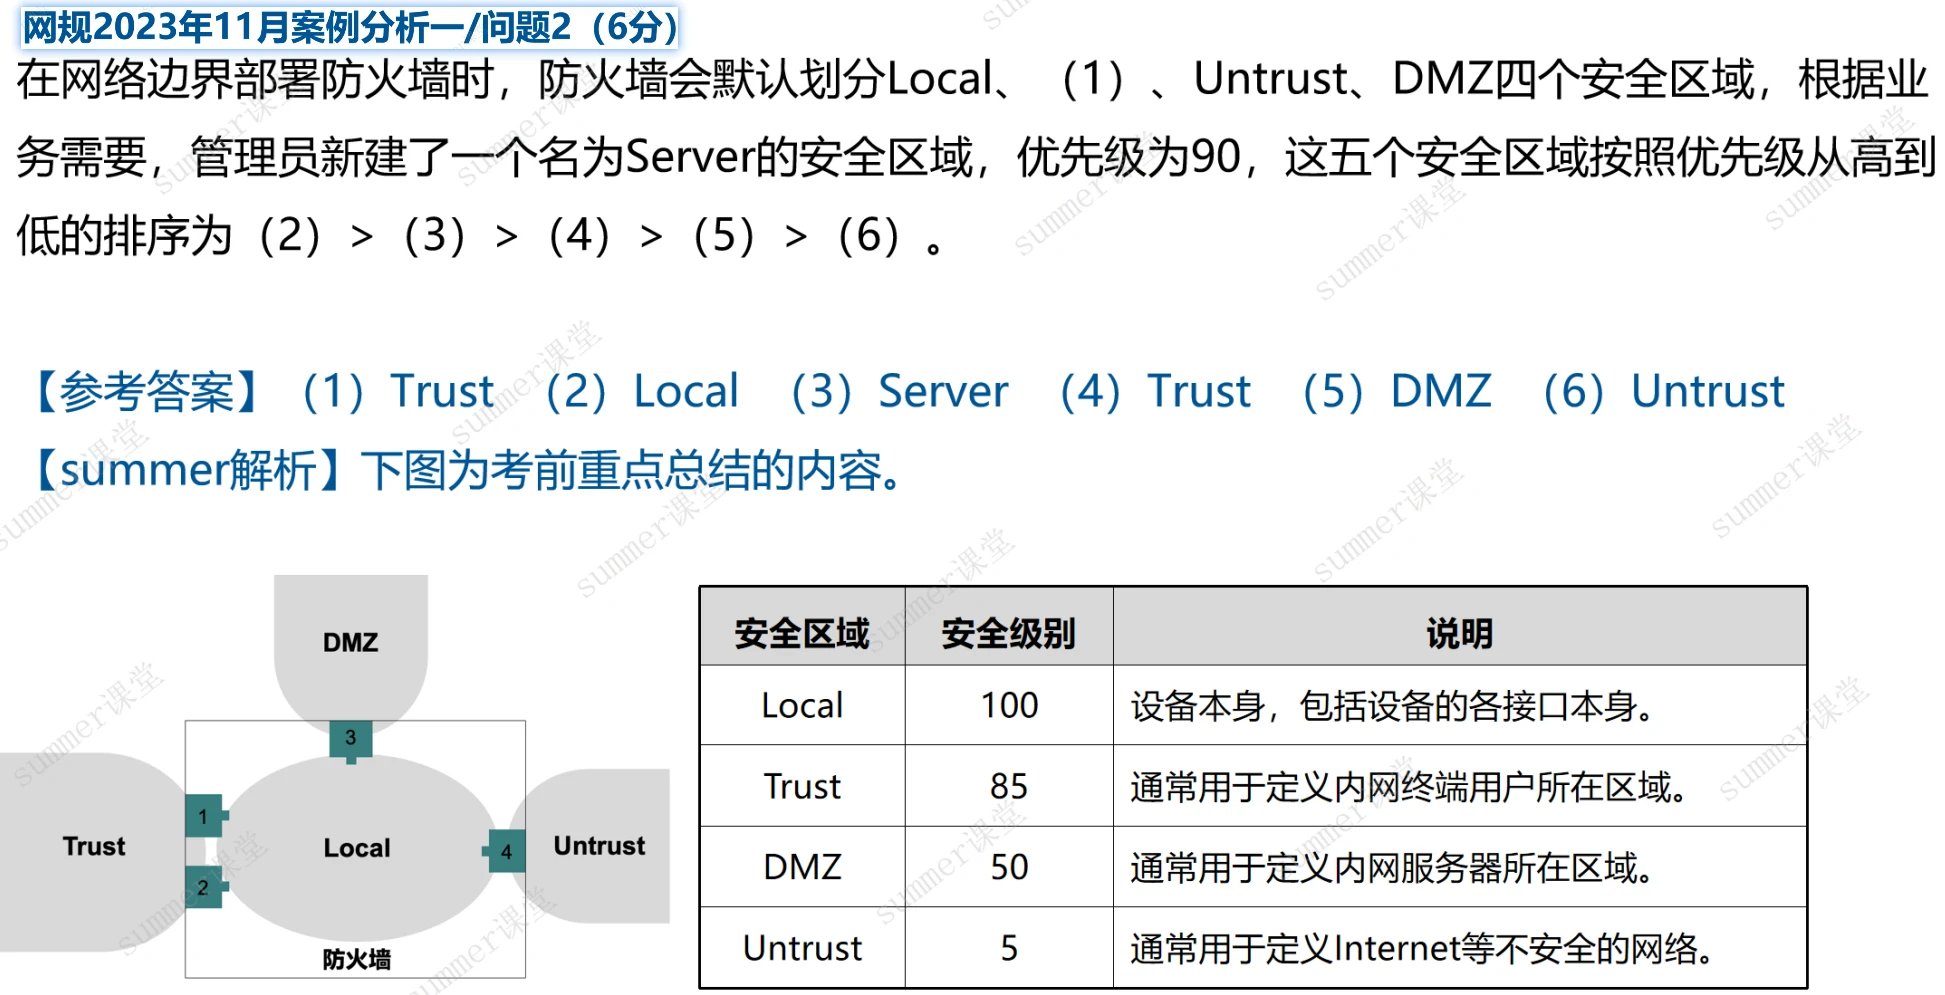 网规2023年11月案例分析一/问题2（6分）
在网络边界部署防火墙时，防火墙会默认划分Local、（1）、Untrust、DMZ四个安全区域，根据业
务需要，管理员新建了一个名为Server的安全区域，优先级为90，这五个安全区域按照优先级从高到
低的排序为（2）>（3）>（4）>（5）>（6）。
【参考答案】（1）Trust （2）Local （3）Server （4）Trust （5）DMZ （6）Untrust
【summer解析】下图为考前重点总结的内容。
DMZ
3
1
Trust
Local
4
Untrust
2
防火墙
安全区域 安全级别 说明
Local 100 设备本身，包括设备的各接口本身。
Trust 85 通常用于定义内网终端用户所在区域。
DMZ 50 通常用于定义内网服务器所在区域。
Untrust 5 通常用于定义Internet等不安全的网络。
summer课堂